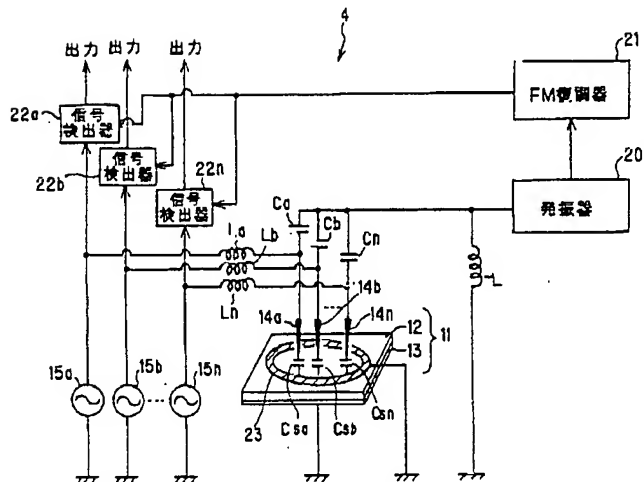 出力 出力 出力
4
21
FM復調器
22a
信号
検出器
信号
検出器
22b
22n
信号
検出器
20
発振器
Ca
Cb
Cn
La
Lb
Ln
L
14a
14b
14n
12
13
11
15a
15b
15n
23
Csa
Csb
Csn